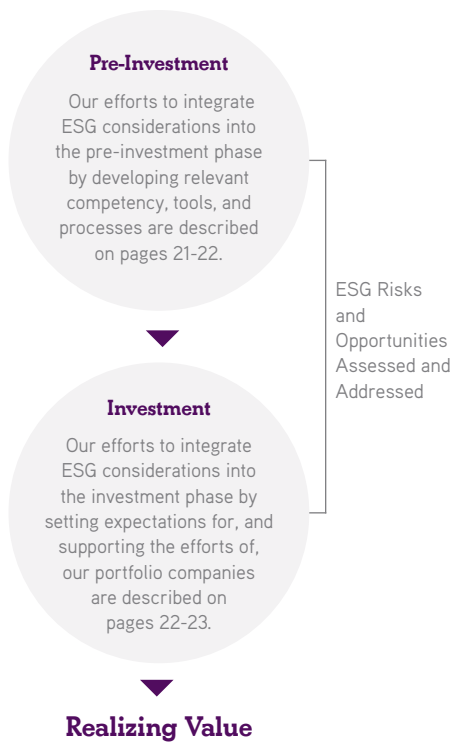 Pre-Investment
Our efforts to integrate
ESG considerations into
the pre-investment phase
by developing relevant
competency, tools, and
processes are described
on pages 21-22.
ESG Risks
and
Opportunities
Assessed and
Addressed
Investment
Our efforts to integrate
ESG considerations into
the investment phase by
setting expectations for, and
supporting the efforts of,
our portfolio companies
are described on
pages 22-23.
Realizing Value